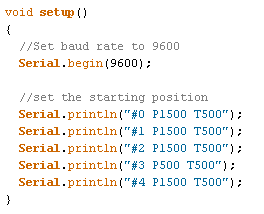 void setup()
{
  //Set baud rate to 9600
  Serial.begin(9600);

  //set the starting position
  Serial.println("#0 P1500 T500");
  Serial.println("#1 P1500 T500");
  Serial.println("#2 P1500 T500");
  Serial.println("#3 P500 T500");
  Serial.println("#4 P1500 T500");
}